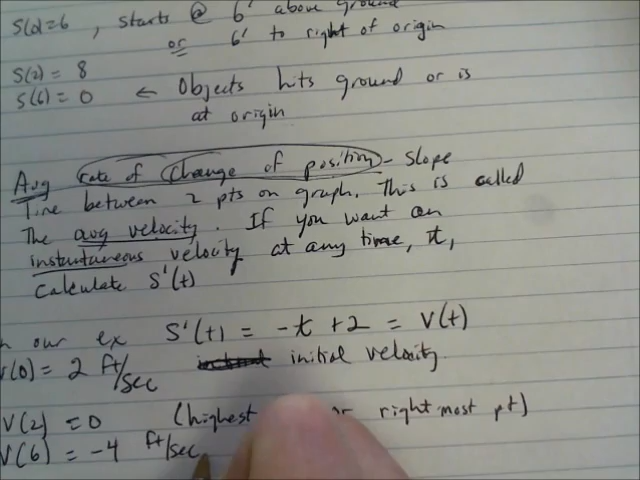 S(0)=6 , starts @ 6' above ground
or 6' to right of origin
S(2) = 8
S(6) = 0 ← Objects hits ground or is
at origin
Avg rate of change of position - slope
line between 2 pts on graph. This is called
The avg velocity. If you want an
instantaneous velocity at any time, t,
calculate S'(t)
n our ex S'(t) = -t + 2 = V(t)
V(0) = 2 ft/sec initial velocity
V(2) = 0 (highest or right most pt)
V(6) = -4 ft/sec